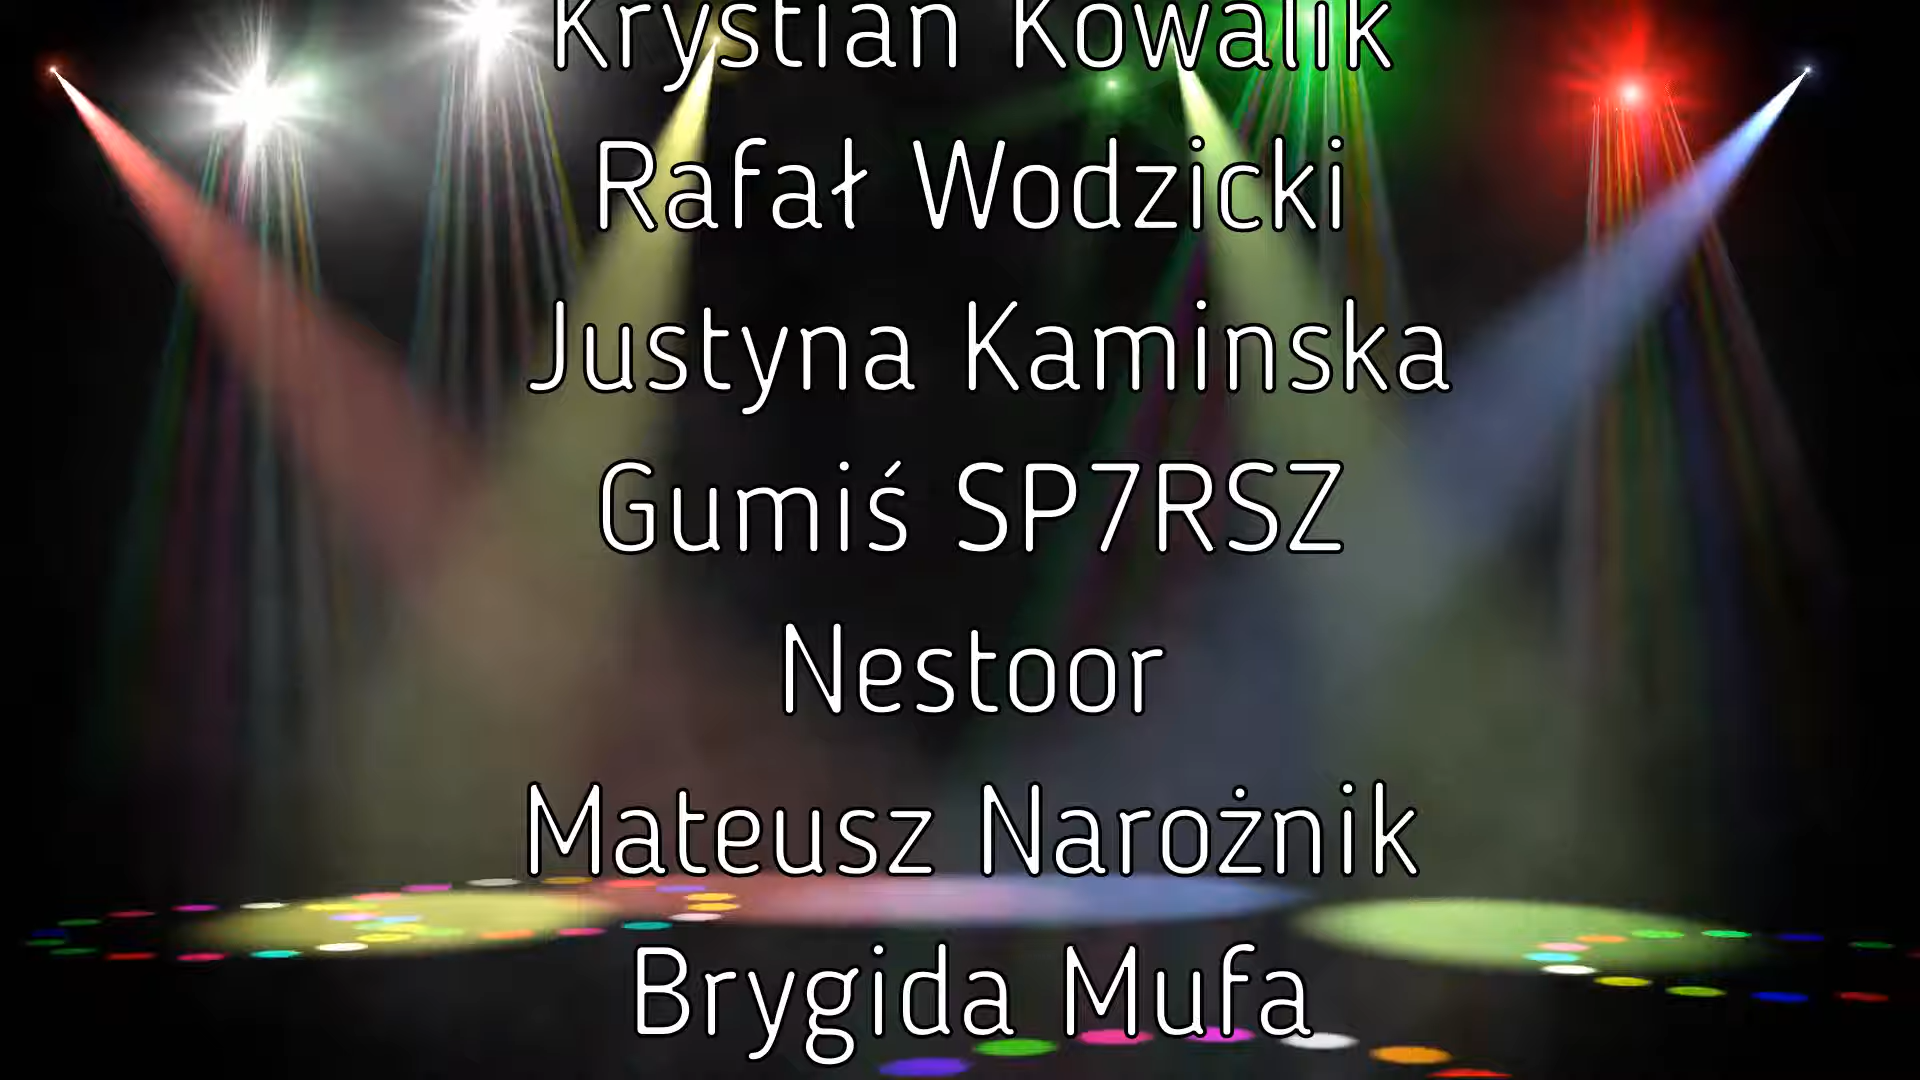 Krystian Kowalik
Rafał Wodzicki
Justyna Kaminska
Gumiś SP7RSZ
Nestoor
Mateusz Narożnik
Brygida Mufa